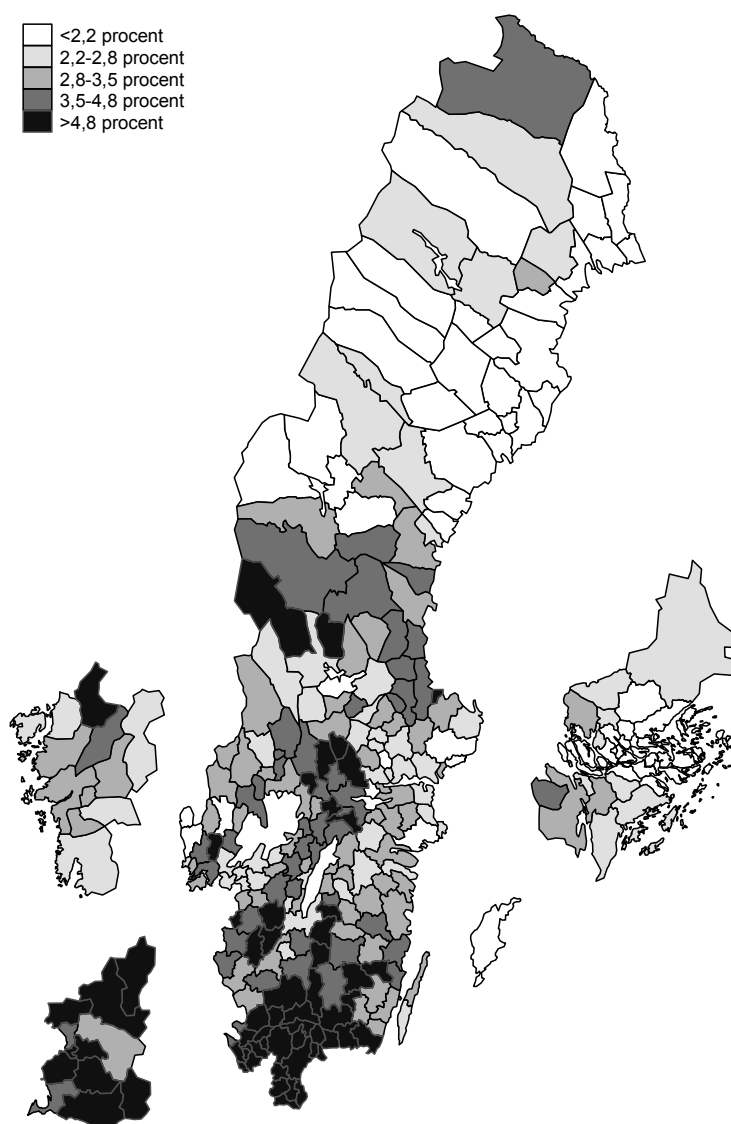 <2,2 procent
2,2-2,8 procent
2,8-3,5 procent
3,5-4,8 procent
>4,8 procent